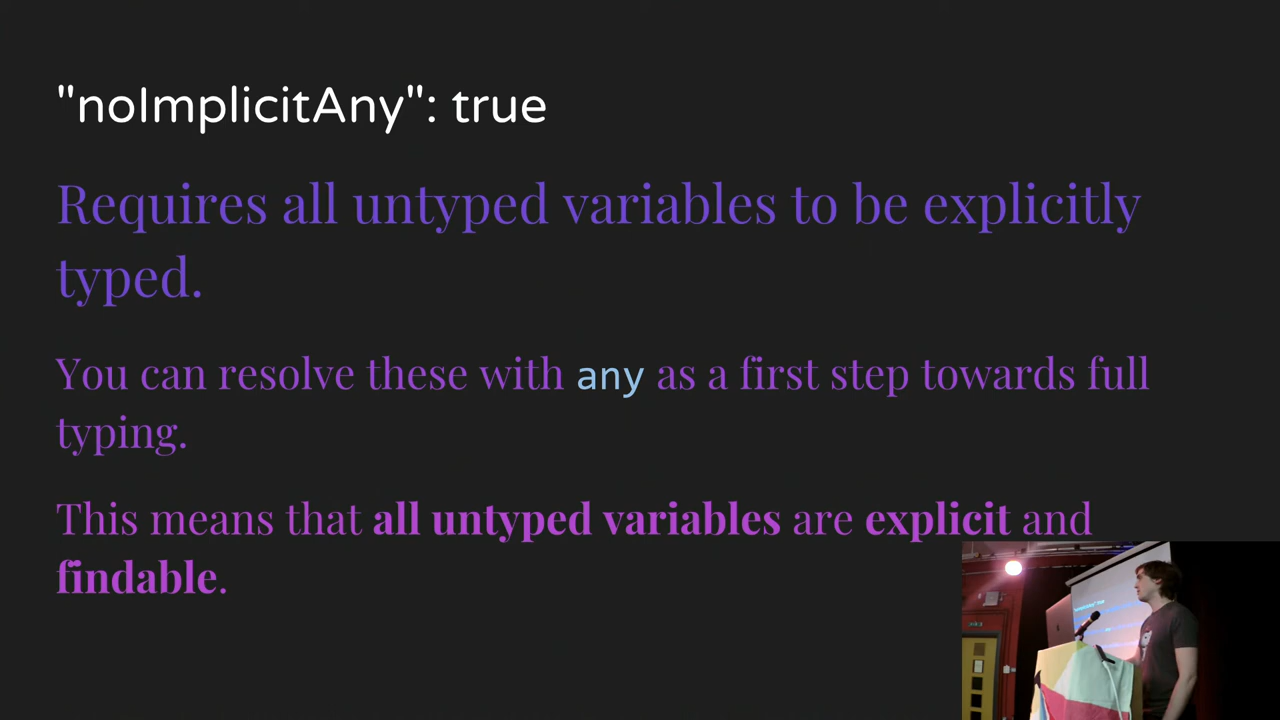 "noImplicitAny": true
Requires all untyped variables to be explicitly
typed.
You can resolve these with any as a first step towards full
typing.
This means that all untyped variables are explicit and
findable.